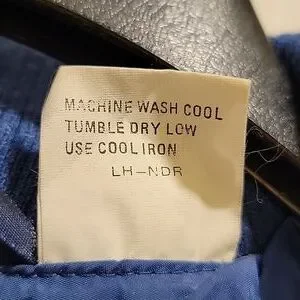 MACHINE WASH COOL
TUMBLE DRY LOW
USE COOL IRON
LH-NDR